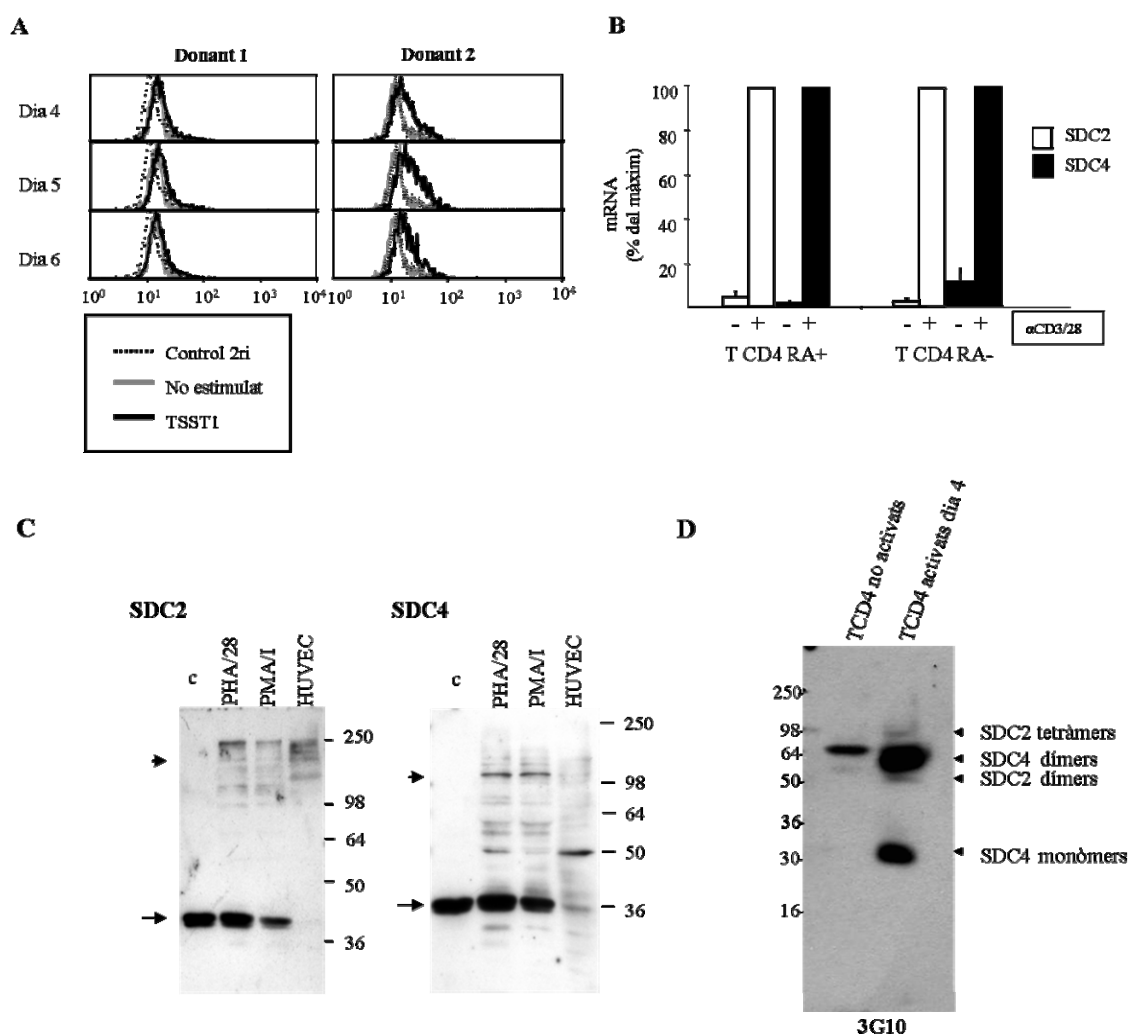 A
Donant 1
Donant 2
Dia 4
Dia 5
Dia 6
10⁰ 10¹ 10² 10³ 10⁴
10⁰ 10¹ 10² 10³ 10⁴
Control 2ri
No estimulat
TSST1
B
mRNA
(% del màxim)
100
80
60
40
20
SDC2
SDC4
- + - +
- + - +
αCD3/28
T CD4 RA+
T CD4 RA-
C
SDC2
c
PHA/28
PMA/I
HUVEC
250
98
64
50
36
SDC4
c
PHA/28
PMA/I
HUVEC
250
98
64
50
36
D
TCD4 no activats
TCD4 activats dia 4
250
98
64
50
36
30
16
SDC2 tetràmers
SDC4 dímers
SDC2 dímers
SDC4 monòmers
3G10